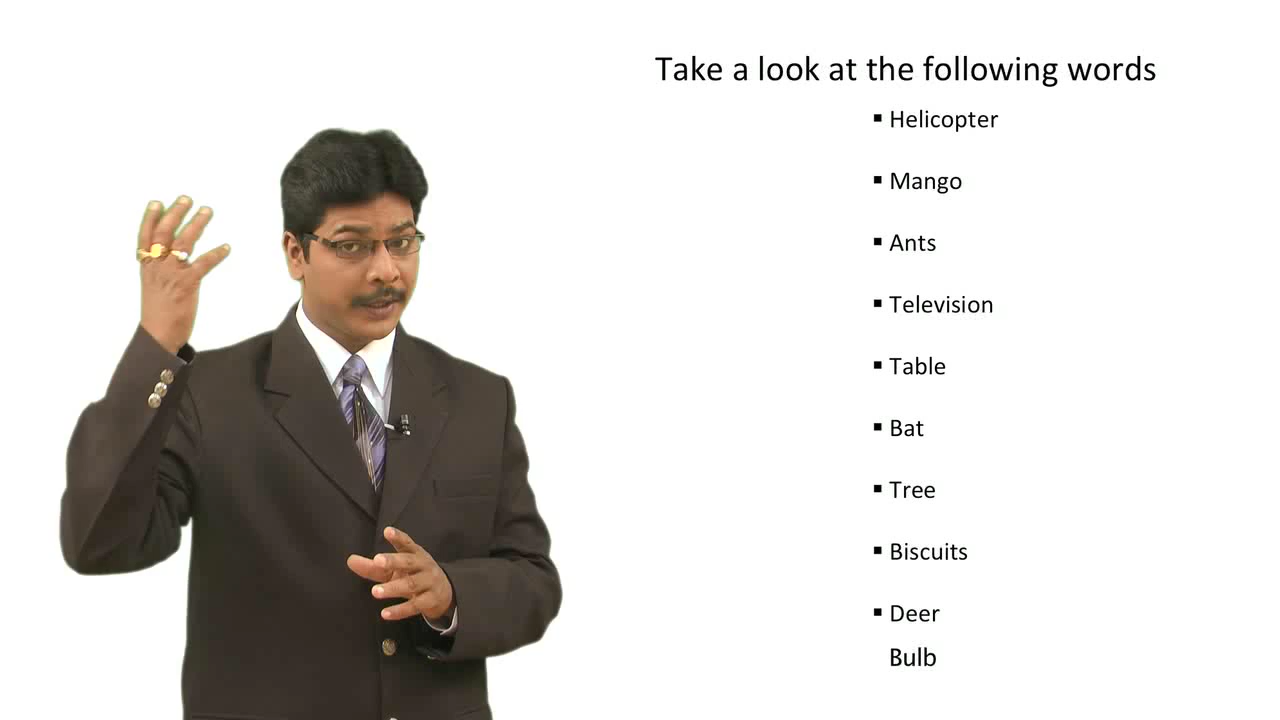 Take a look at the following words
▪ Helicopter
▪ Mango
▪ Ants
▪ Television
▪ Table
▪ Bat
▪ Tree
▪ Biscuits
▪ Deer
Bulb